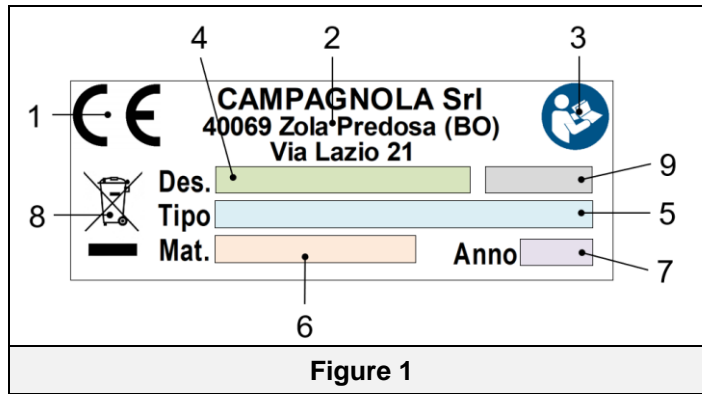 4 2 3
1 CE CAMPAGNOLA Srl
40069 Zola Predosa (BO)
Via Lazio 21
Des. 9
8 Tipo 5
Mat. Anno 7
6
Figure 1